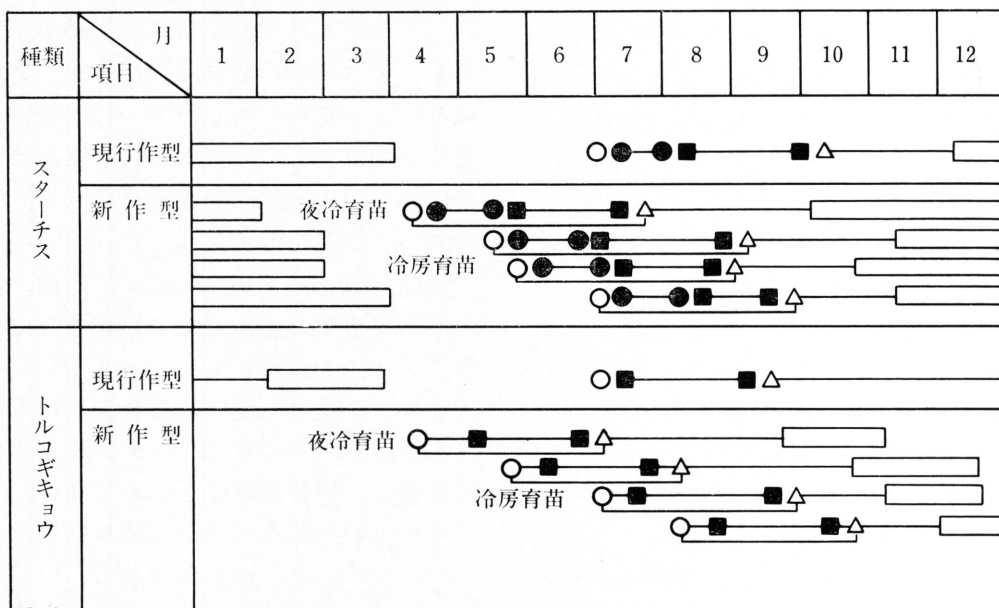 種類
月
項目
1 2 3 4 5 6 7 8 9 10 11 12
スターチス
現行作型
新作型 夜冷育苗
冷房育苗
トルコギキョウ
現行作型
新作型
夜冷育苗
冷房育苗